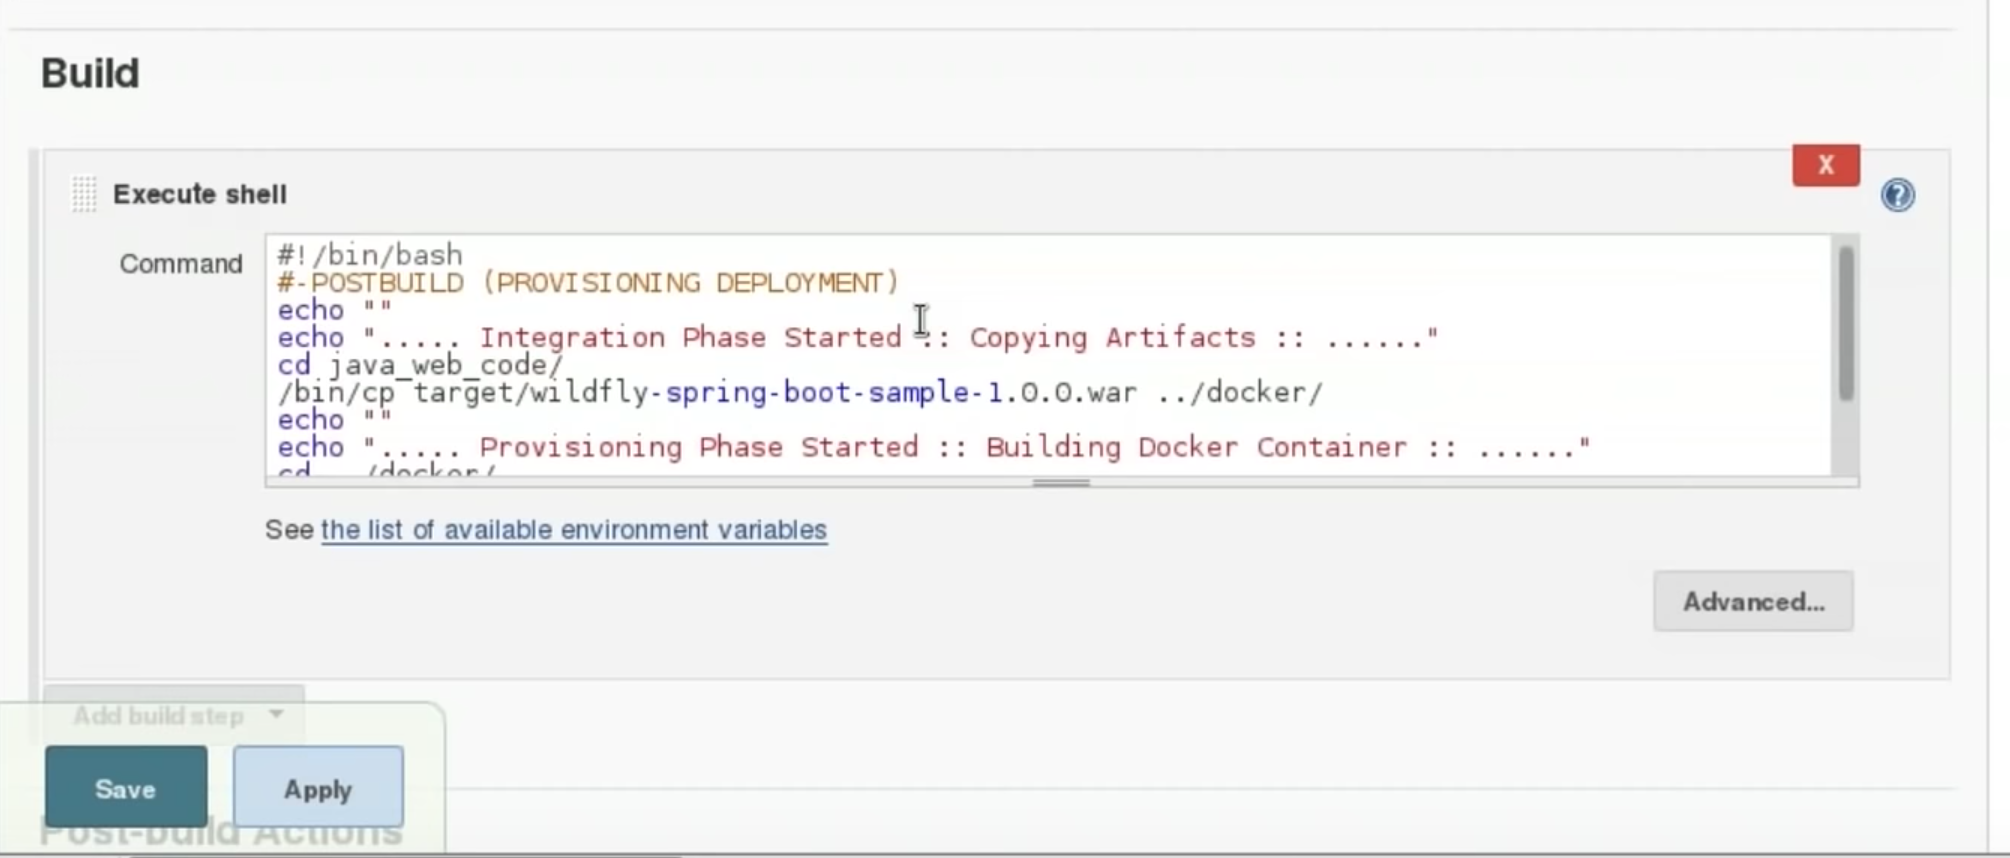 Build
X
Execute shell
Command
#!/bin/bash
#-POSTBUILD (PROVISIONING DEPLOYMENT)
echo ""
echo "..... Integration Phase Started :: Copying Artifacts :: ......"
cd java_web_code/
/bin/cp target/wildfly-spring-boot-sample-1.0.0.war ../docker/
echo ""
echo "..... Provisioning Phase Started :: Building Docker Container :: ......"
cd ../docker/
See the list of available environment variables
Advanced...
Add build step
Save Apply
Post-build Actions